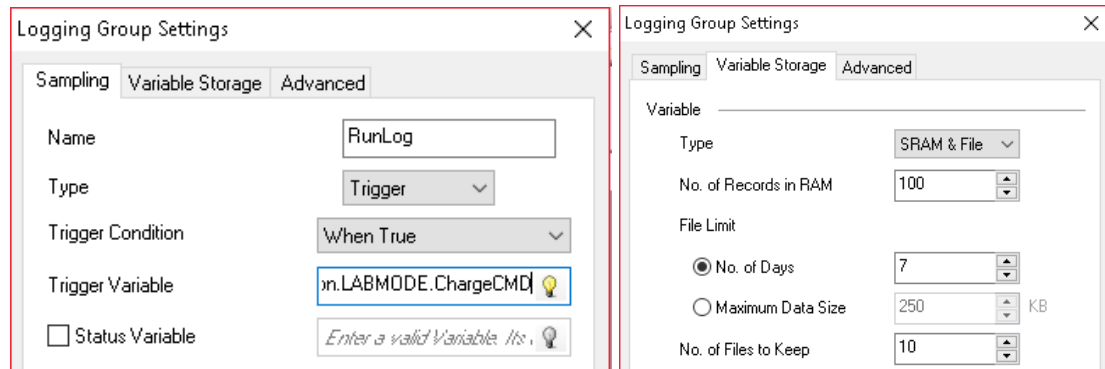 Logging Group Settings
Sampling Variable Storage Advanced
Name RunLog
Type Trigger
Trigger Condition When True
Trigger Variable on.LABMODE.ChargeCMD
Status Variable Enter a valid Variable. Its
Logging Group Settings
Sampling Variable Storage Advanced
Variable
Type SRAM & File
No. of Records in RAM 100
File Limit
No. of Days 7
Maximum Data Size 250 KB
No. of Files to Keep 10